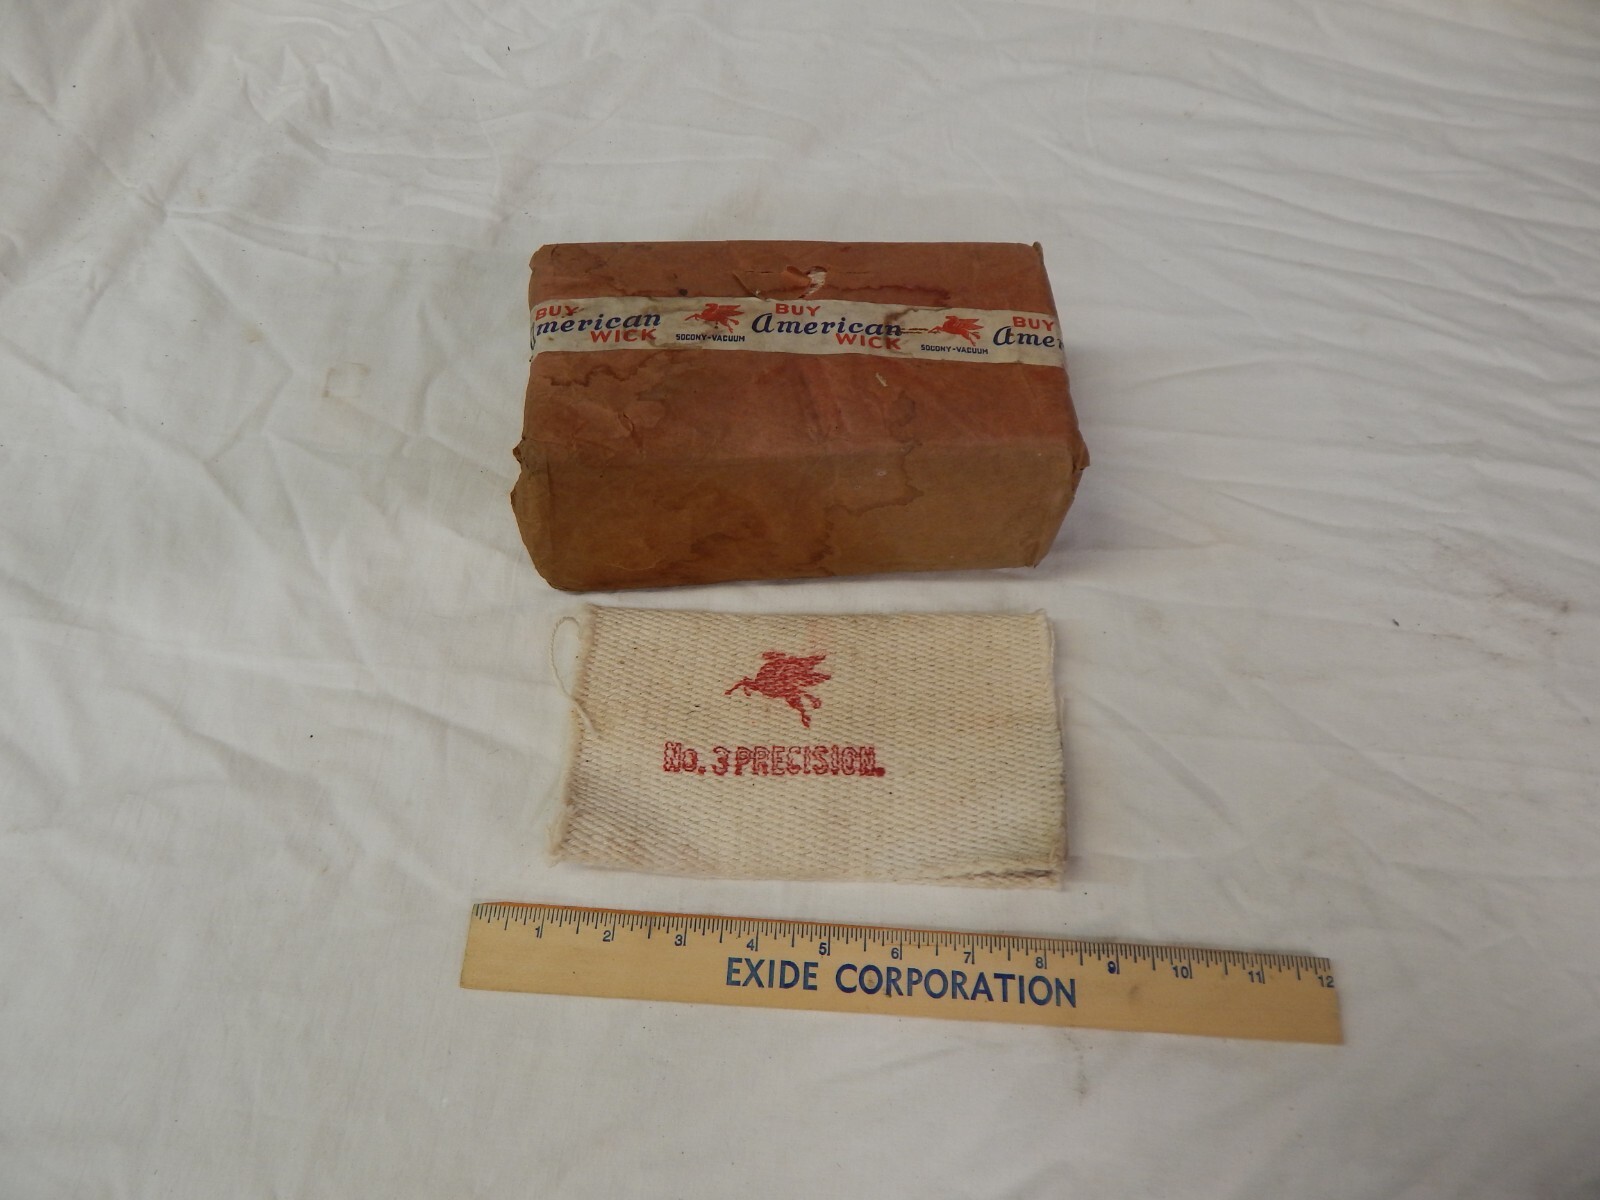 BUY
American
WICK
SOCONY-VACUUM
BUY
American
WICK
SOCONY-VACUUM
BUY
Ame
No. 3 PRECISION.
1 2 3 4 5 6 7 8 9 10 11 12
EXIDE CORPORATION